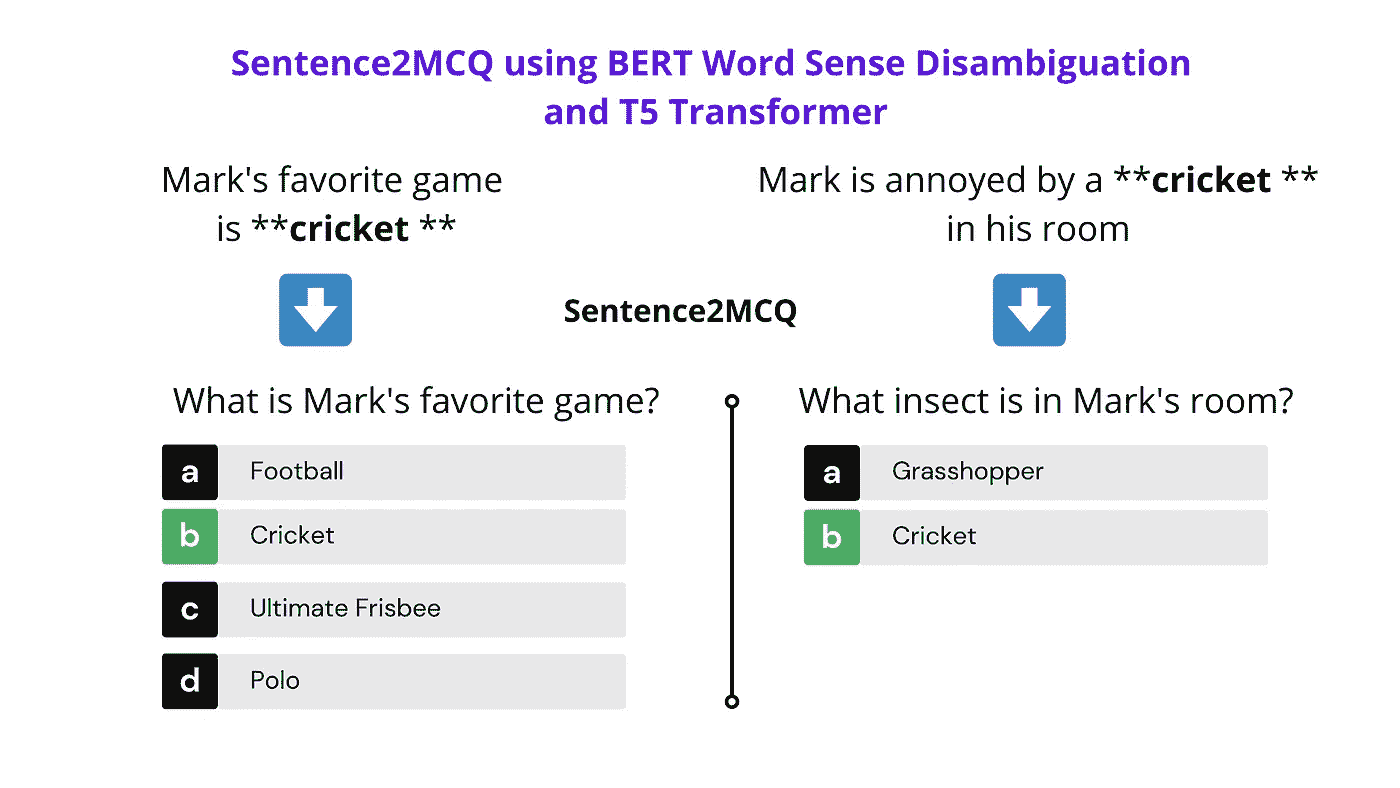 Sentence2MCQ using BERT Word Sense Disambiguation
and T5 Transformer
Mark's favorite game
is **cricket **
Mark is annoyed by a **cricket **
in his room
Sentence2MCQ
What is Mark's favorite game?
a Football
b Cricket
c Ultimate Frisbee
d Polo
What insect is in Mark's room?
a Grasshopper
b Cricket